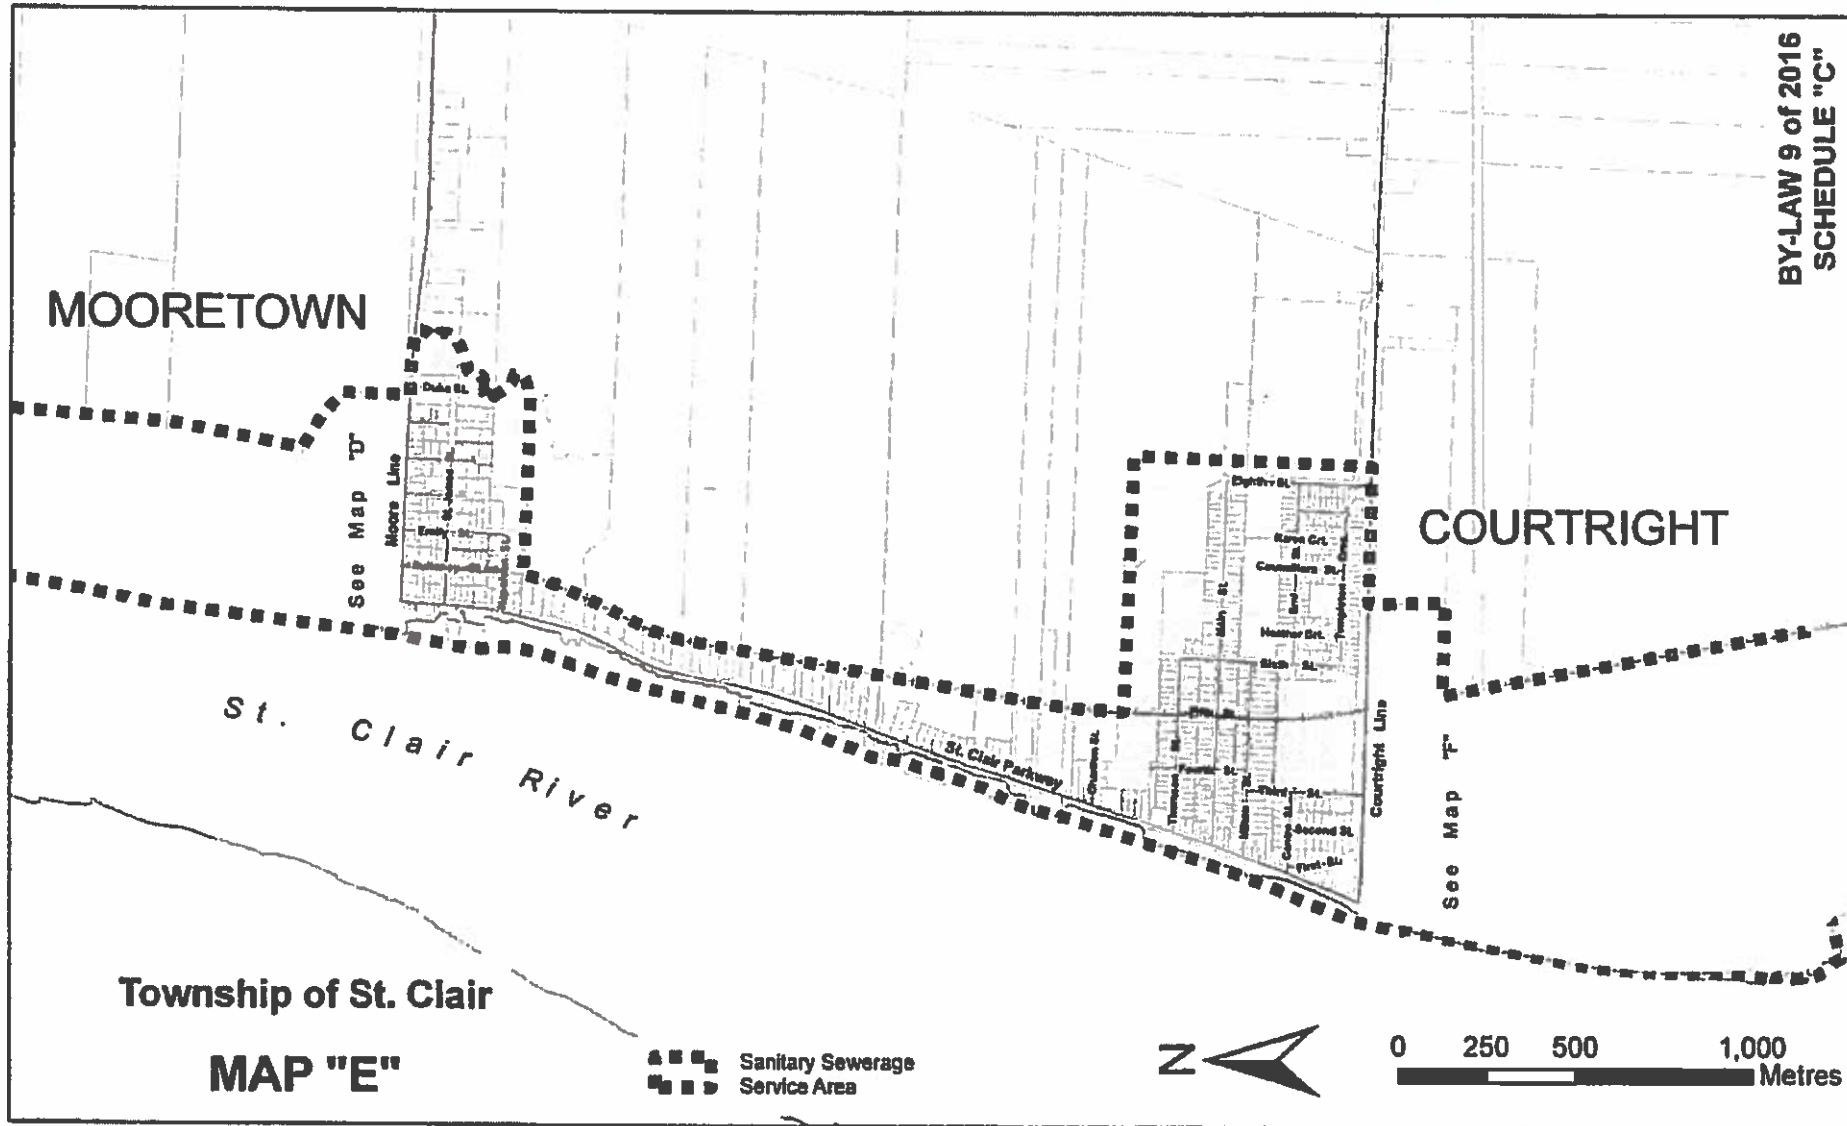 BY-LAW 9 of 2016
SCHEDULE "C"
MOORETOWN
Duke St.
See Map "D"
Moore Line
Emily St.
COURTRIGHT
Eighth St.
Karen Crt.
Main St.
Heather Crt.
Sixth St.
Courtright Line
See Map "F"
St. Clair River
St. Clair Parkway
Fourth St.
Third St.
Second St.
First St.
Township of St. Clair
MAP "E"
Sanitary Sewerage
Service Area
N
0 250 500 1,000
Metres